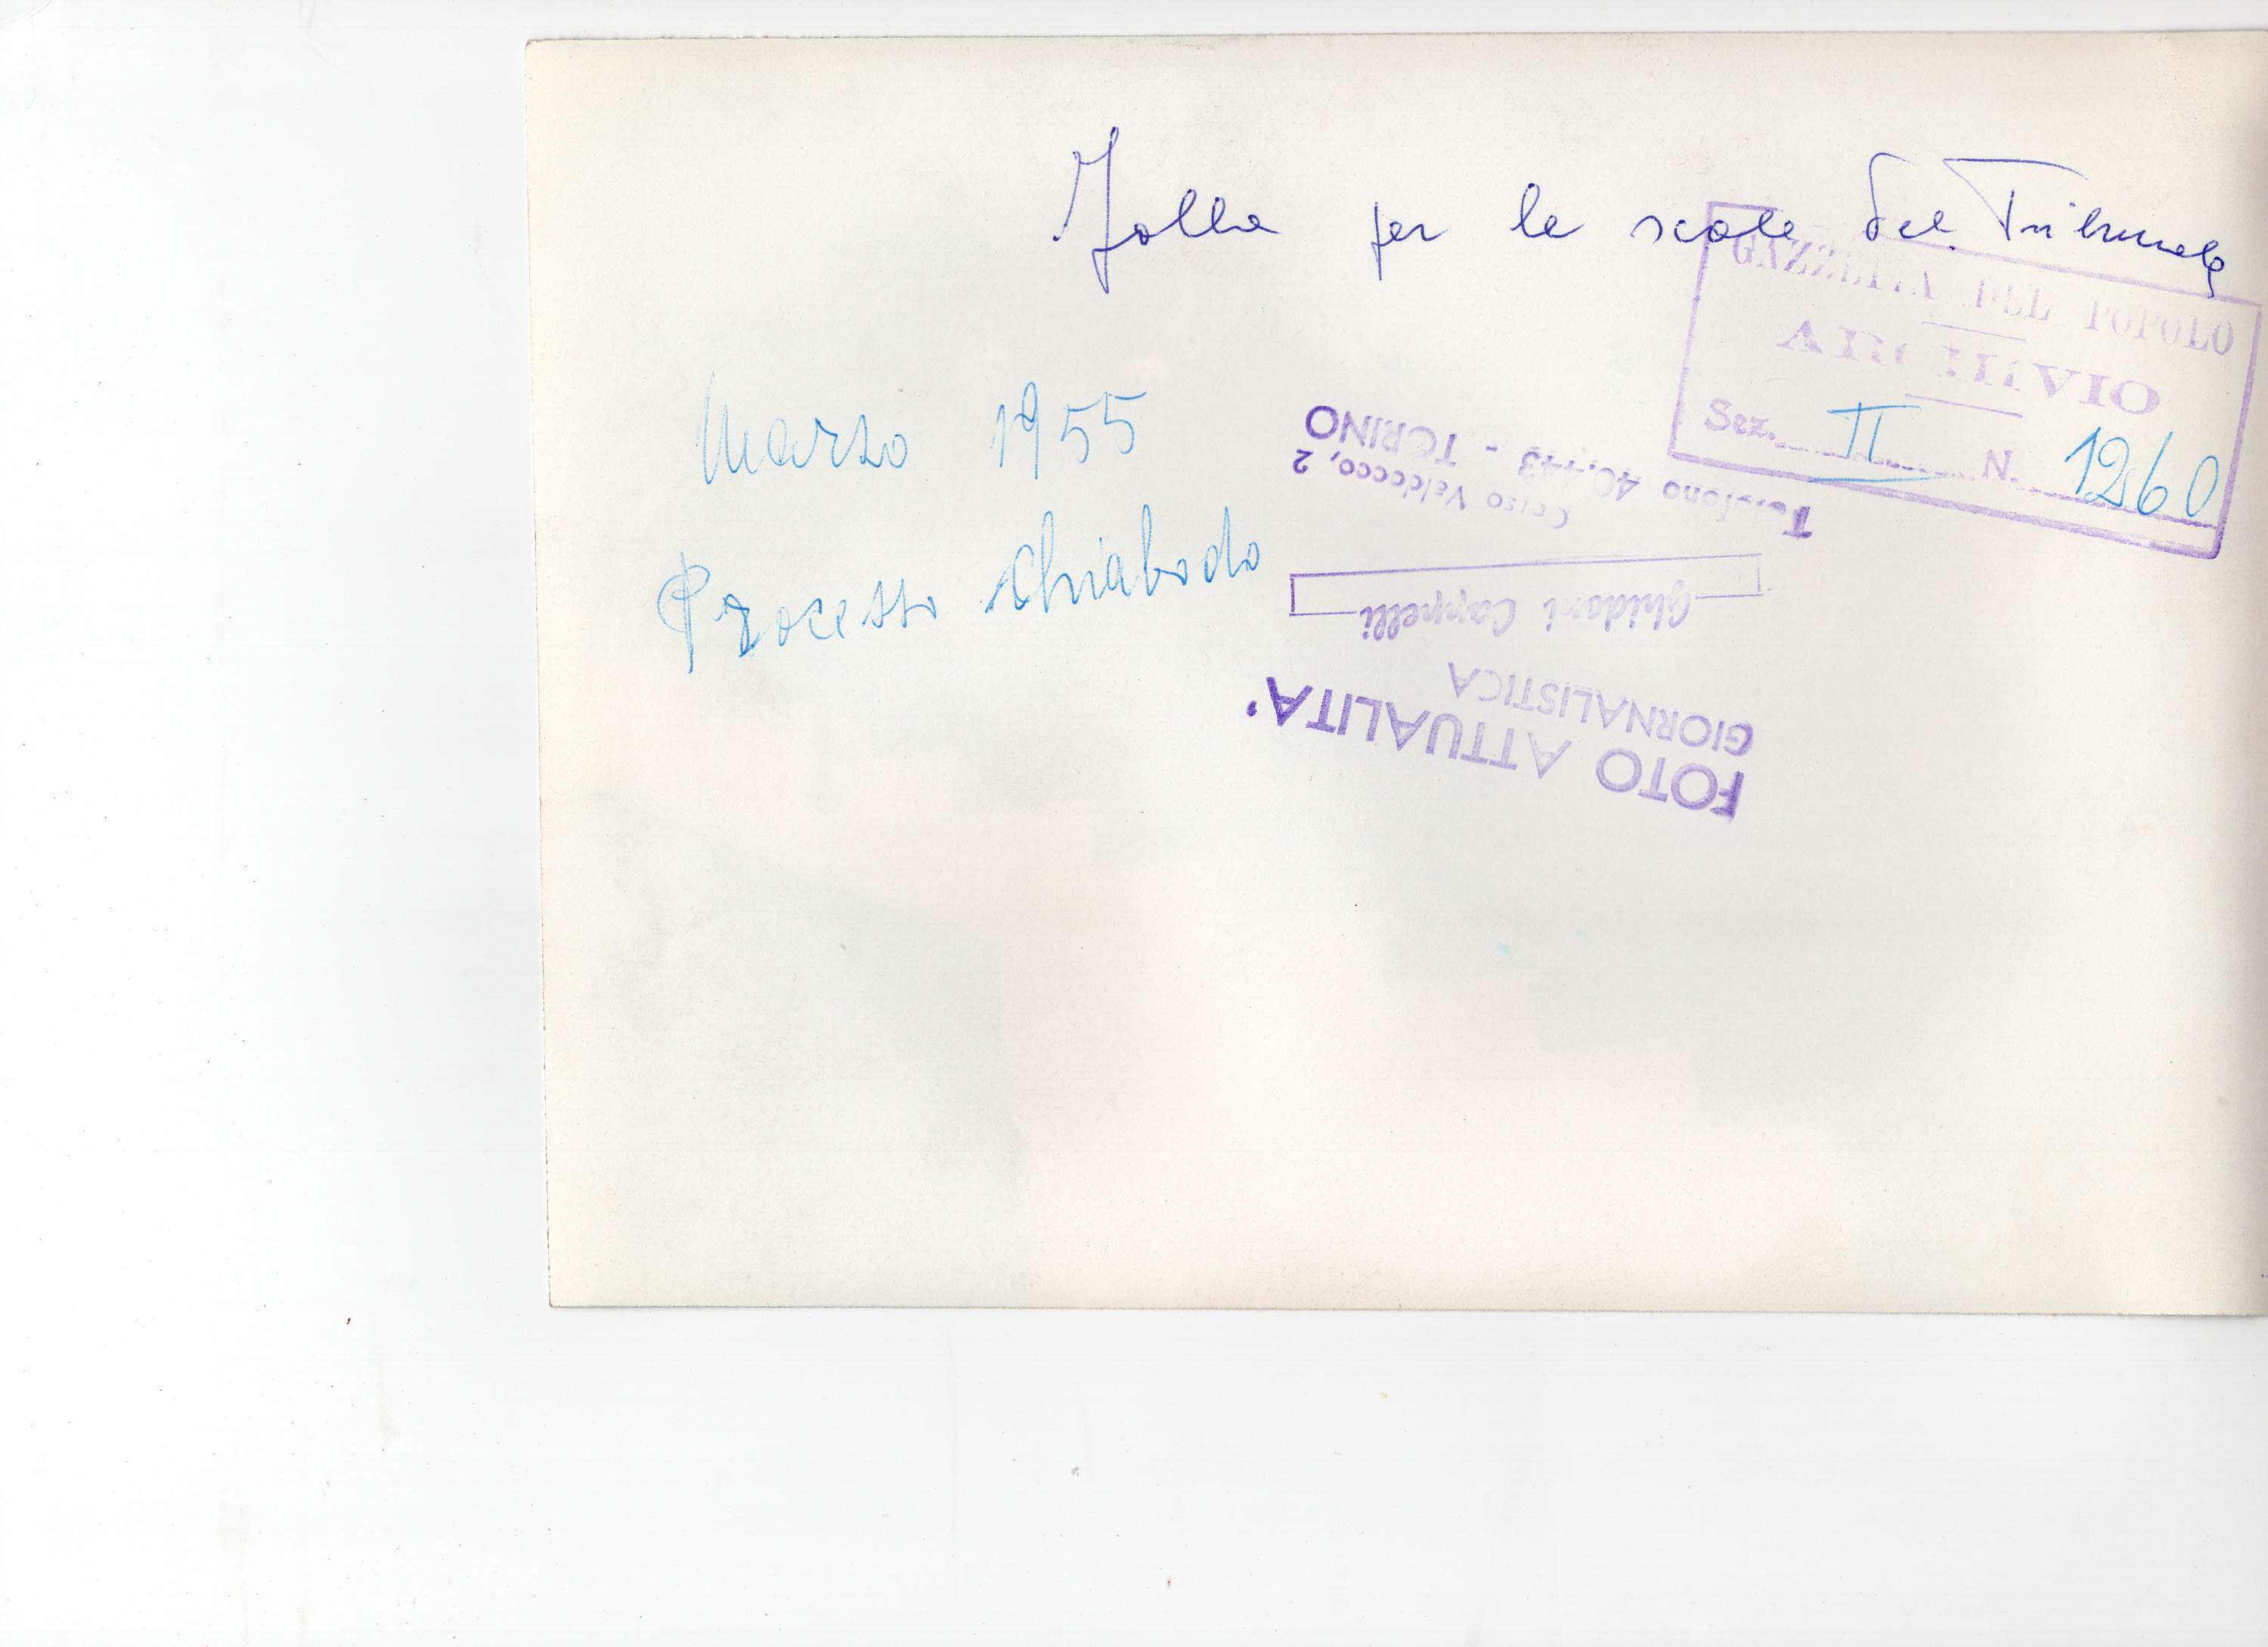 Folla per le scale del Tribunale
GAZZETTA DEL POPOLO
ARCHIVIO
Sez. II N. 1260
Marzo 1955
Processo Chiabodo
FOTO ATTUALITA'
GIORNALISTICA
Ghidoni Cappelli
Corso Valdocco, 2
Telefono 40.443 - TORINO